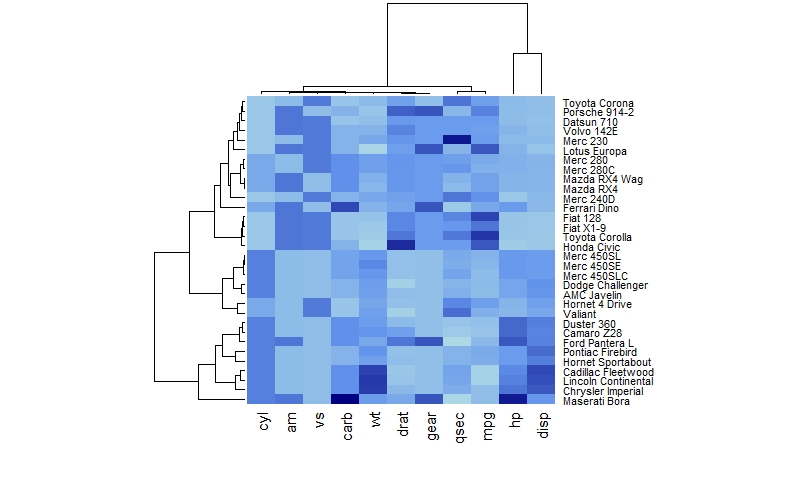 Toyota Corona
Porsche 914-2
Datsun 710
Volvo 142E
Merc 230
Lotus Europa
Merc 280
Merc 280C
Mazda RX4 Wag
Mazda RX4
Merc 240D
Ferrari Dino
Fiat 128
Fiat X1-9
Toyota Corolla
Honda Civic
Merc 450SL
Merc 450SE
Merc 450SLC
Dodge Challenger
AMC Javelin
Hornet 4 Drive
Valiant
Duster 360
Camaro Z28
Ford Pantera L
Pontiac Firebird
Hornet Sportabout
Cadillac Fleetwood
Lincoln Continental
Chrysler Imperial
Maserati Bora
cyl
am
vs
carb
wt
drat
gear
qsec
mpg
hp
disp